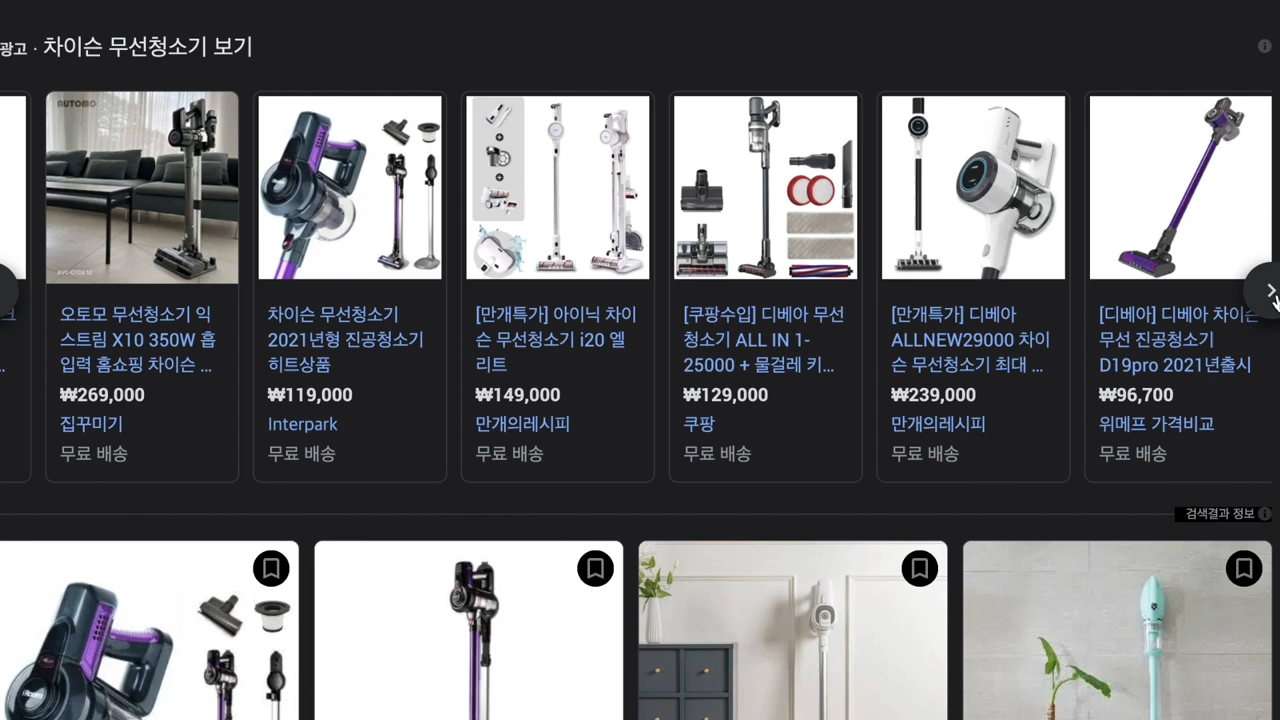 광고 · 차이슨 무선청소기 보기
AUTOMO
AVC-GTOX10
오토모 무선청소기 익
스트림 X10 350W 흡
입력 홈쇼핑 차이슨 ...
₩269,000
집꾸미기
무료 배송
차이슨 무선청소기
2021년형 진공청소기
히트상품
₩119,000
Interpark
무료 배송
[만개특가] 아이닉 차이
슨 무선청소기 i20 엘
리트
₩149,000
만개의레시피
무료 배송
[쿠팡수입] 디베아 무선
청소기 ALL IN 1-
25000 + 물걸레 키...
₩129,000
쿠팡
무료 배송
[만개특가] 디베아
ALLNEW29000 차이
슨 무선청소기 최대 ...
₩239,000
만개의레시피
무료 배송
[디베아] 디베아 차이슨
무선 진공청소기
D19pro 2021년출시
₩96,700
위메프 가격비교
무료 배송
검색결과 정보